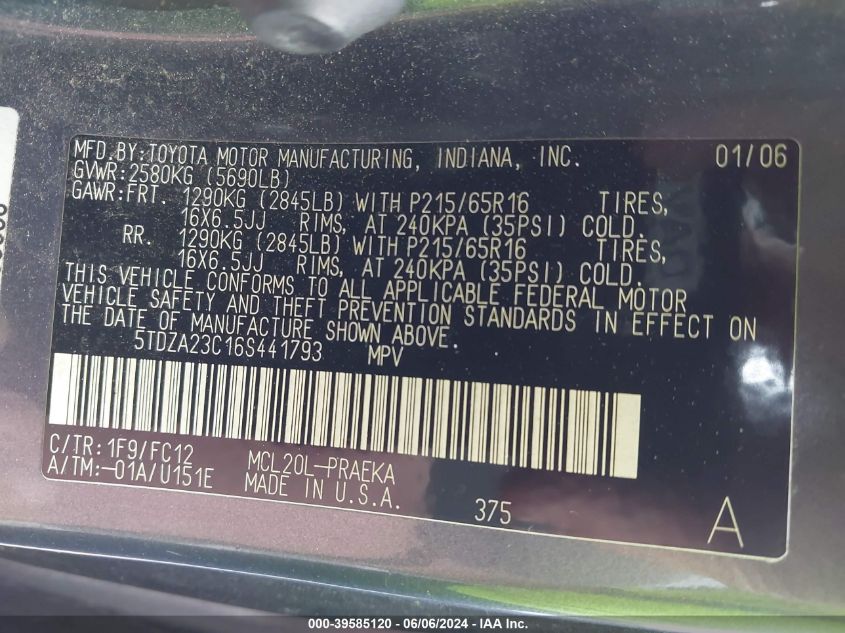 MFD.BY:TOYOTA MOTOR MANUFACTURING, INDIANA, INC. 01/06
GVWR:2580KG (5690LB)
GAWR:FRT. 1290KG (2845LB) WITH P215/65R16 TIRES,
16X6.5JJ RIMS, AT 240KPA (35PSI) COLD.
RR. 1290KG (2845LB) WITH P215/65R16 TIRES,
16X6.5JJ RIMS, AT 240KPA (35PSI) COLD.
THIS VEHICLE CONFORMS TO ALL APPLICABLE FEDERAL MOTOR
VEHICLE SAFETY AND THEFT PREVENTION STANDARDS IN EFFECT ON
THE DATE OF MANUFACTURE SHOWN ABOVE.
5TDZA23C16S441793 MPV
C/TR:1F9/FC12 MCL20L-PRAEKA
A/TM:-01A/U151E MADE IN U.S.A. 375 A
000-39585120 - 06/06/2024 - IAA Inc.